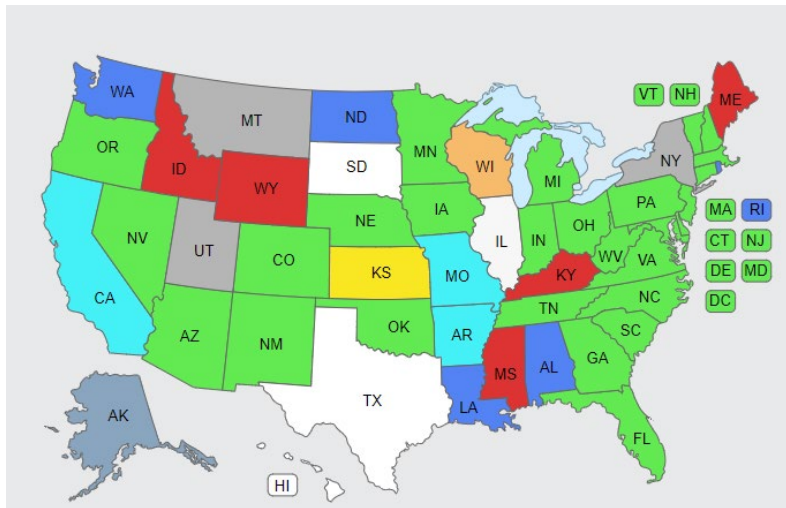 VT NH
ME
WA
MT
ND
OR
MN
ID
SD
WI
NY
WY
MI
MA RI
IA
PA
NE
CT NJ
NV
UT
IL
IN
OH
CO
WV
VA
DE MD
CA
KS
MO
KY
NC
DC
TN
OK
AZ
NM
AR
SC
MS
AL
GA
TX
LA
AK
FL
HI